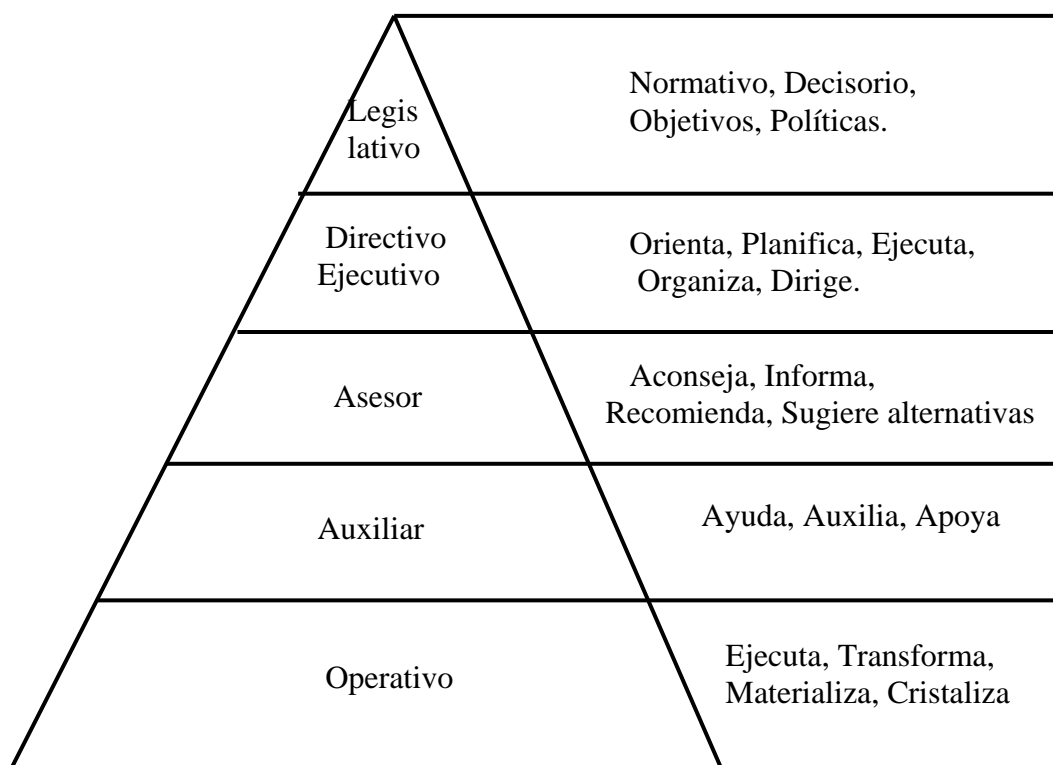 Legis
lativo
Normativo, Decisorio,
Objetivos, Políticas.
Directivo
Ejecutivo
Orienta, Planifica, Ejecuta,
Organiza, Dirige.
Asesor
Aconseja, Informa,
Recomienda, Sugiere alternativas
Auxiliar
Ayuda, Auxilia, Apoya
Operativo
Ejecuta, Transforma,
Materializa, Cristaliza